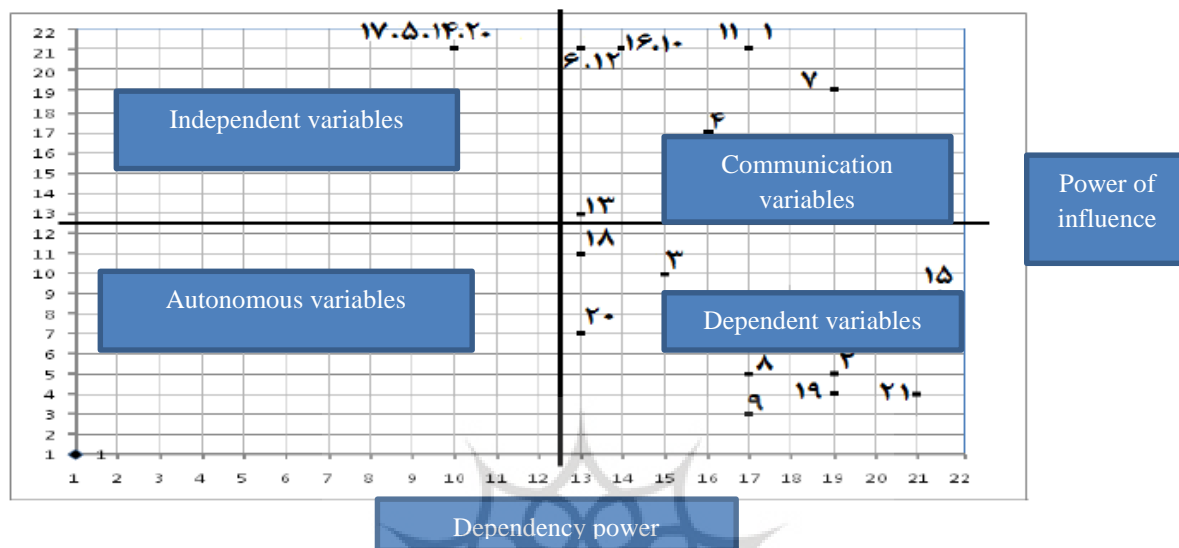 22 ۱۷.۵.۱۴.۲۰ ۱۶.۱۰ ۱۱ ۱
21 ۶.۱۲
20
19 ۷
18
17 Independent variables ۴
16 Communication
15 variables
14
13 ۱۳
Power of
influence
12
11 ۱۸
10 ۳ ۱۵
9 Autonomous variables
8 Dependent variables
7 ۲۰
6
5 ۸ ۲
4 ۱۹ ۲۱
3 ۹
2
1 1
1 2 3 4 5 6 7 8 9 10 11 12 13 14 15 16 17 18 19 20 21 22
Dependency power